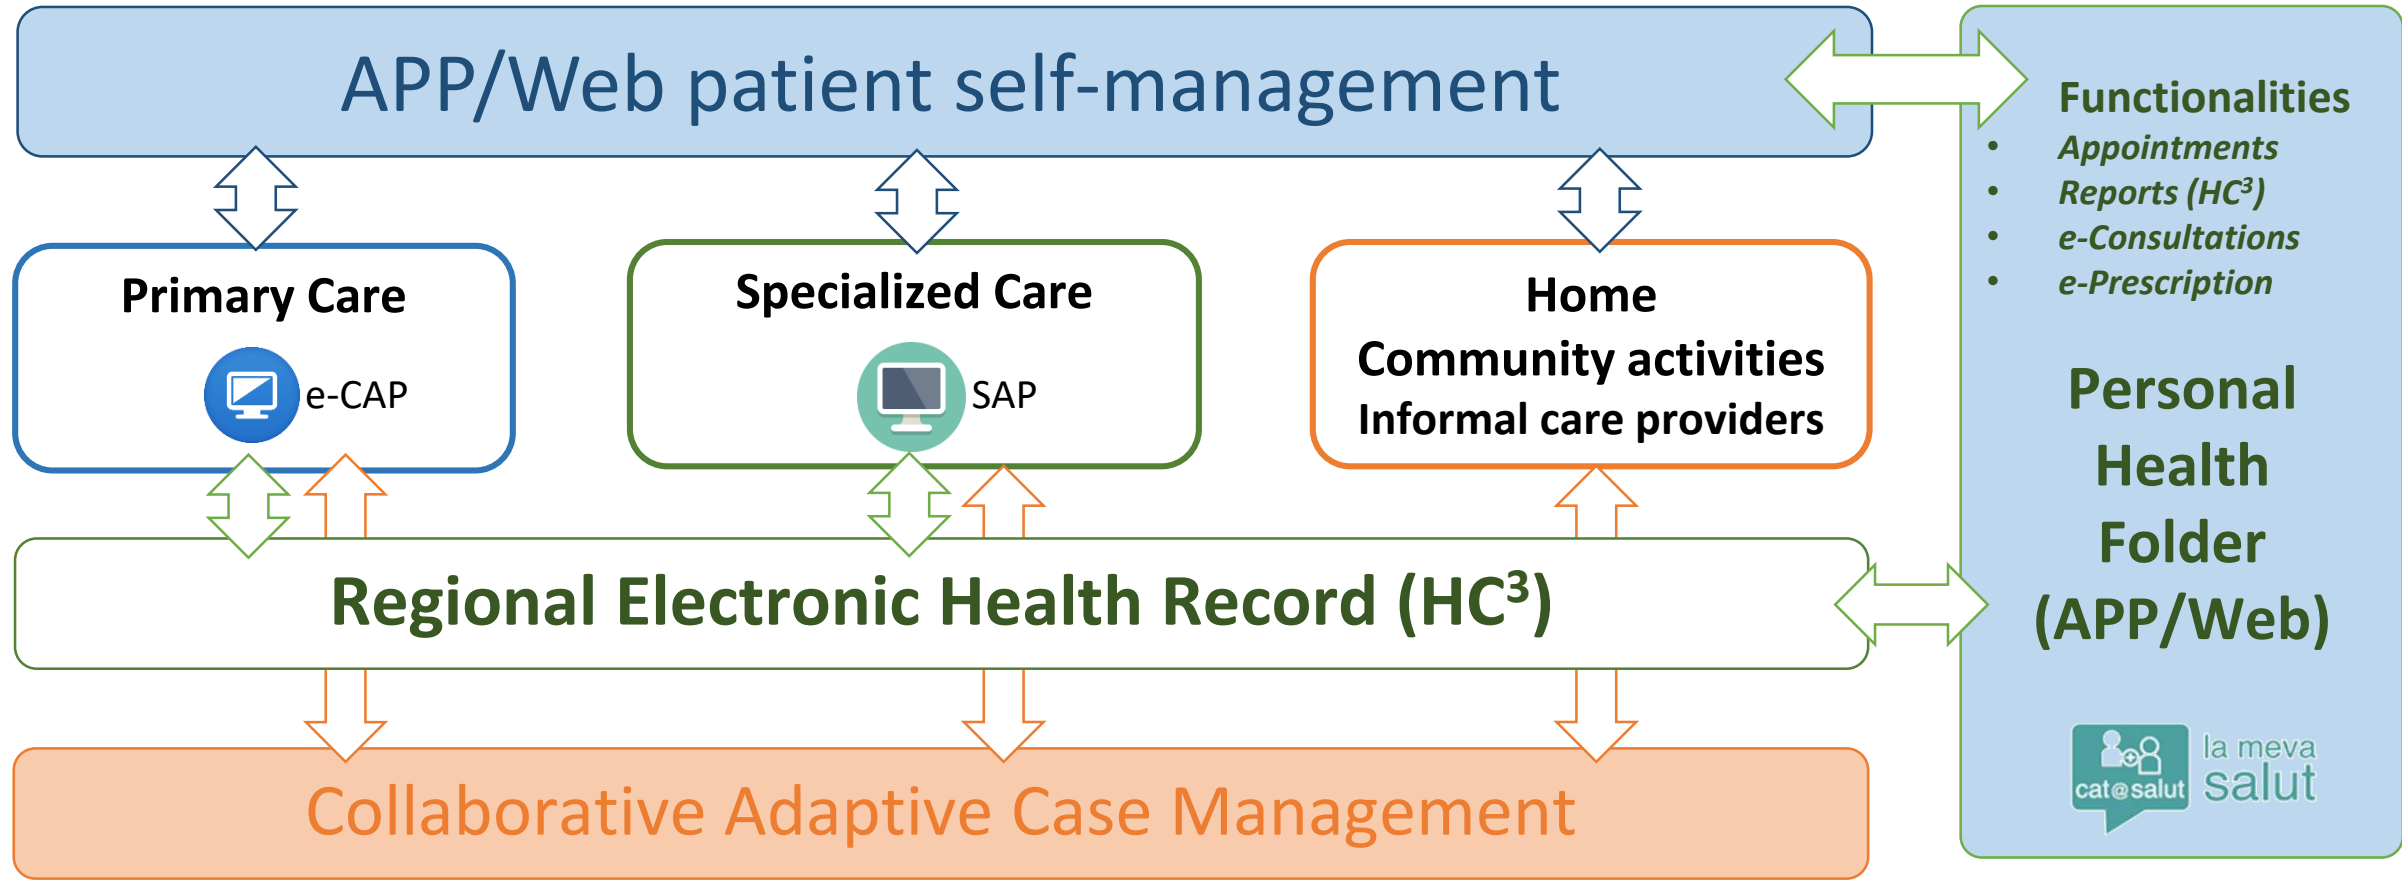 APP/Web patient self-management
Primary Care
e-CAP
Specialized Care
SAP
Home
Community activities
Informal care providers
Regional Electronic Health Record (HC³)
Collaborative Adaptive Case Management
Functionalities
• Appointments
• Reports (HC³)
• e-Consultations
• e-Prescription
Personal
Health
Folder
(APP/Web)
cat@salut
la meva
salut